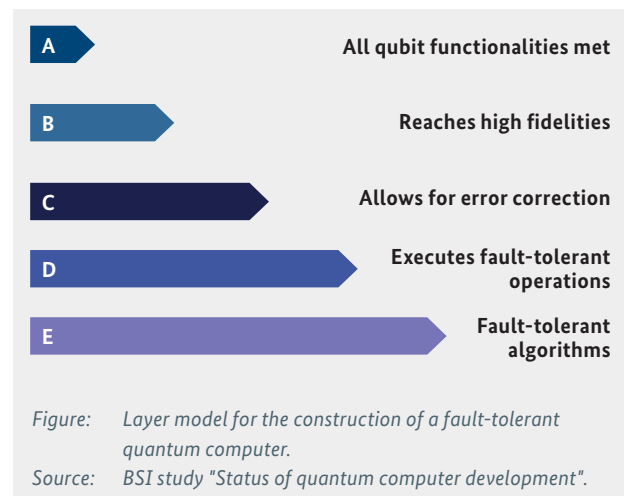 A All qubit functionalities met
B Reaches high fidelities
C Allows for error correction
D Executes fault-tolerant
operations
E Fault-tolerant
algorithms
Figure: Layer model for the construction of a fault-tolerant
quantum computer.
Source: BSI study "Status of quantum computer development".